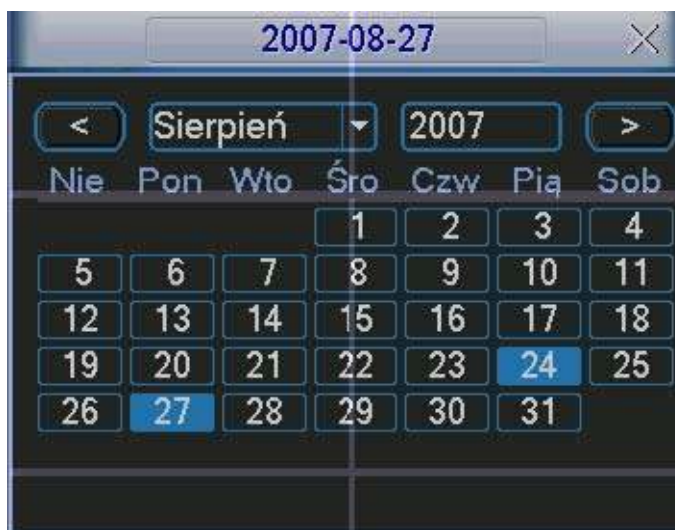 2007-08-27
< Sierpień 2007 >
Nie Pon Wto Śro Czw Pią Sob
1 2 3 4
5 6 7 8 9 10 11
12 13 14 15 16 17 18
19 20 21 22 23 24 25
26 27 28 29 30 31